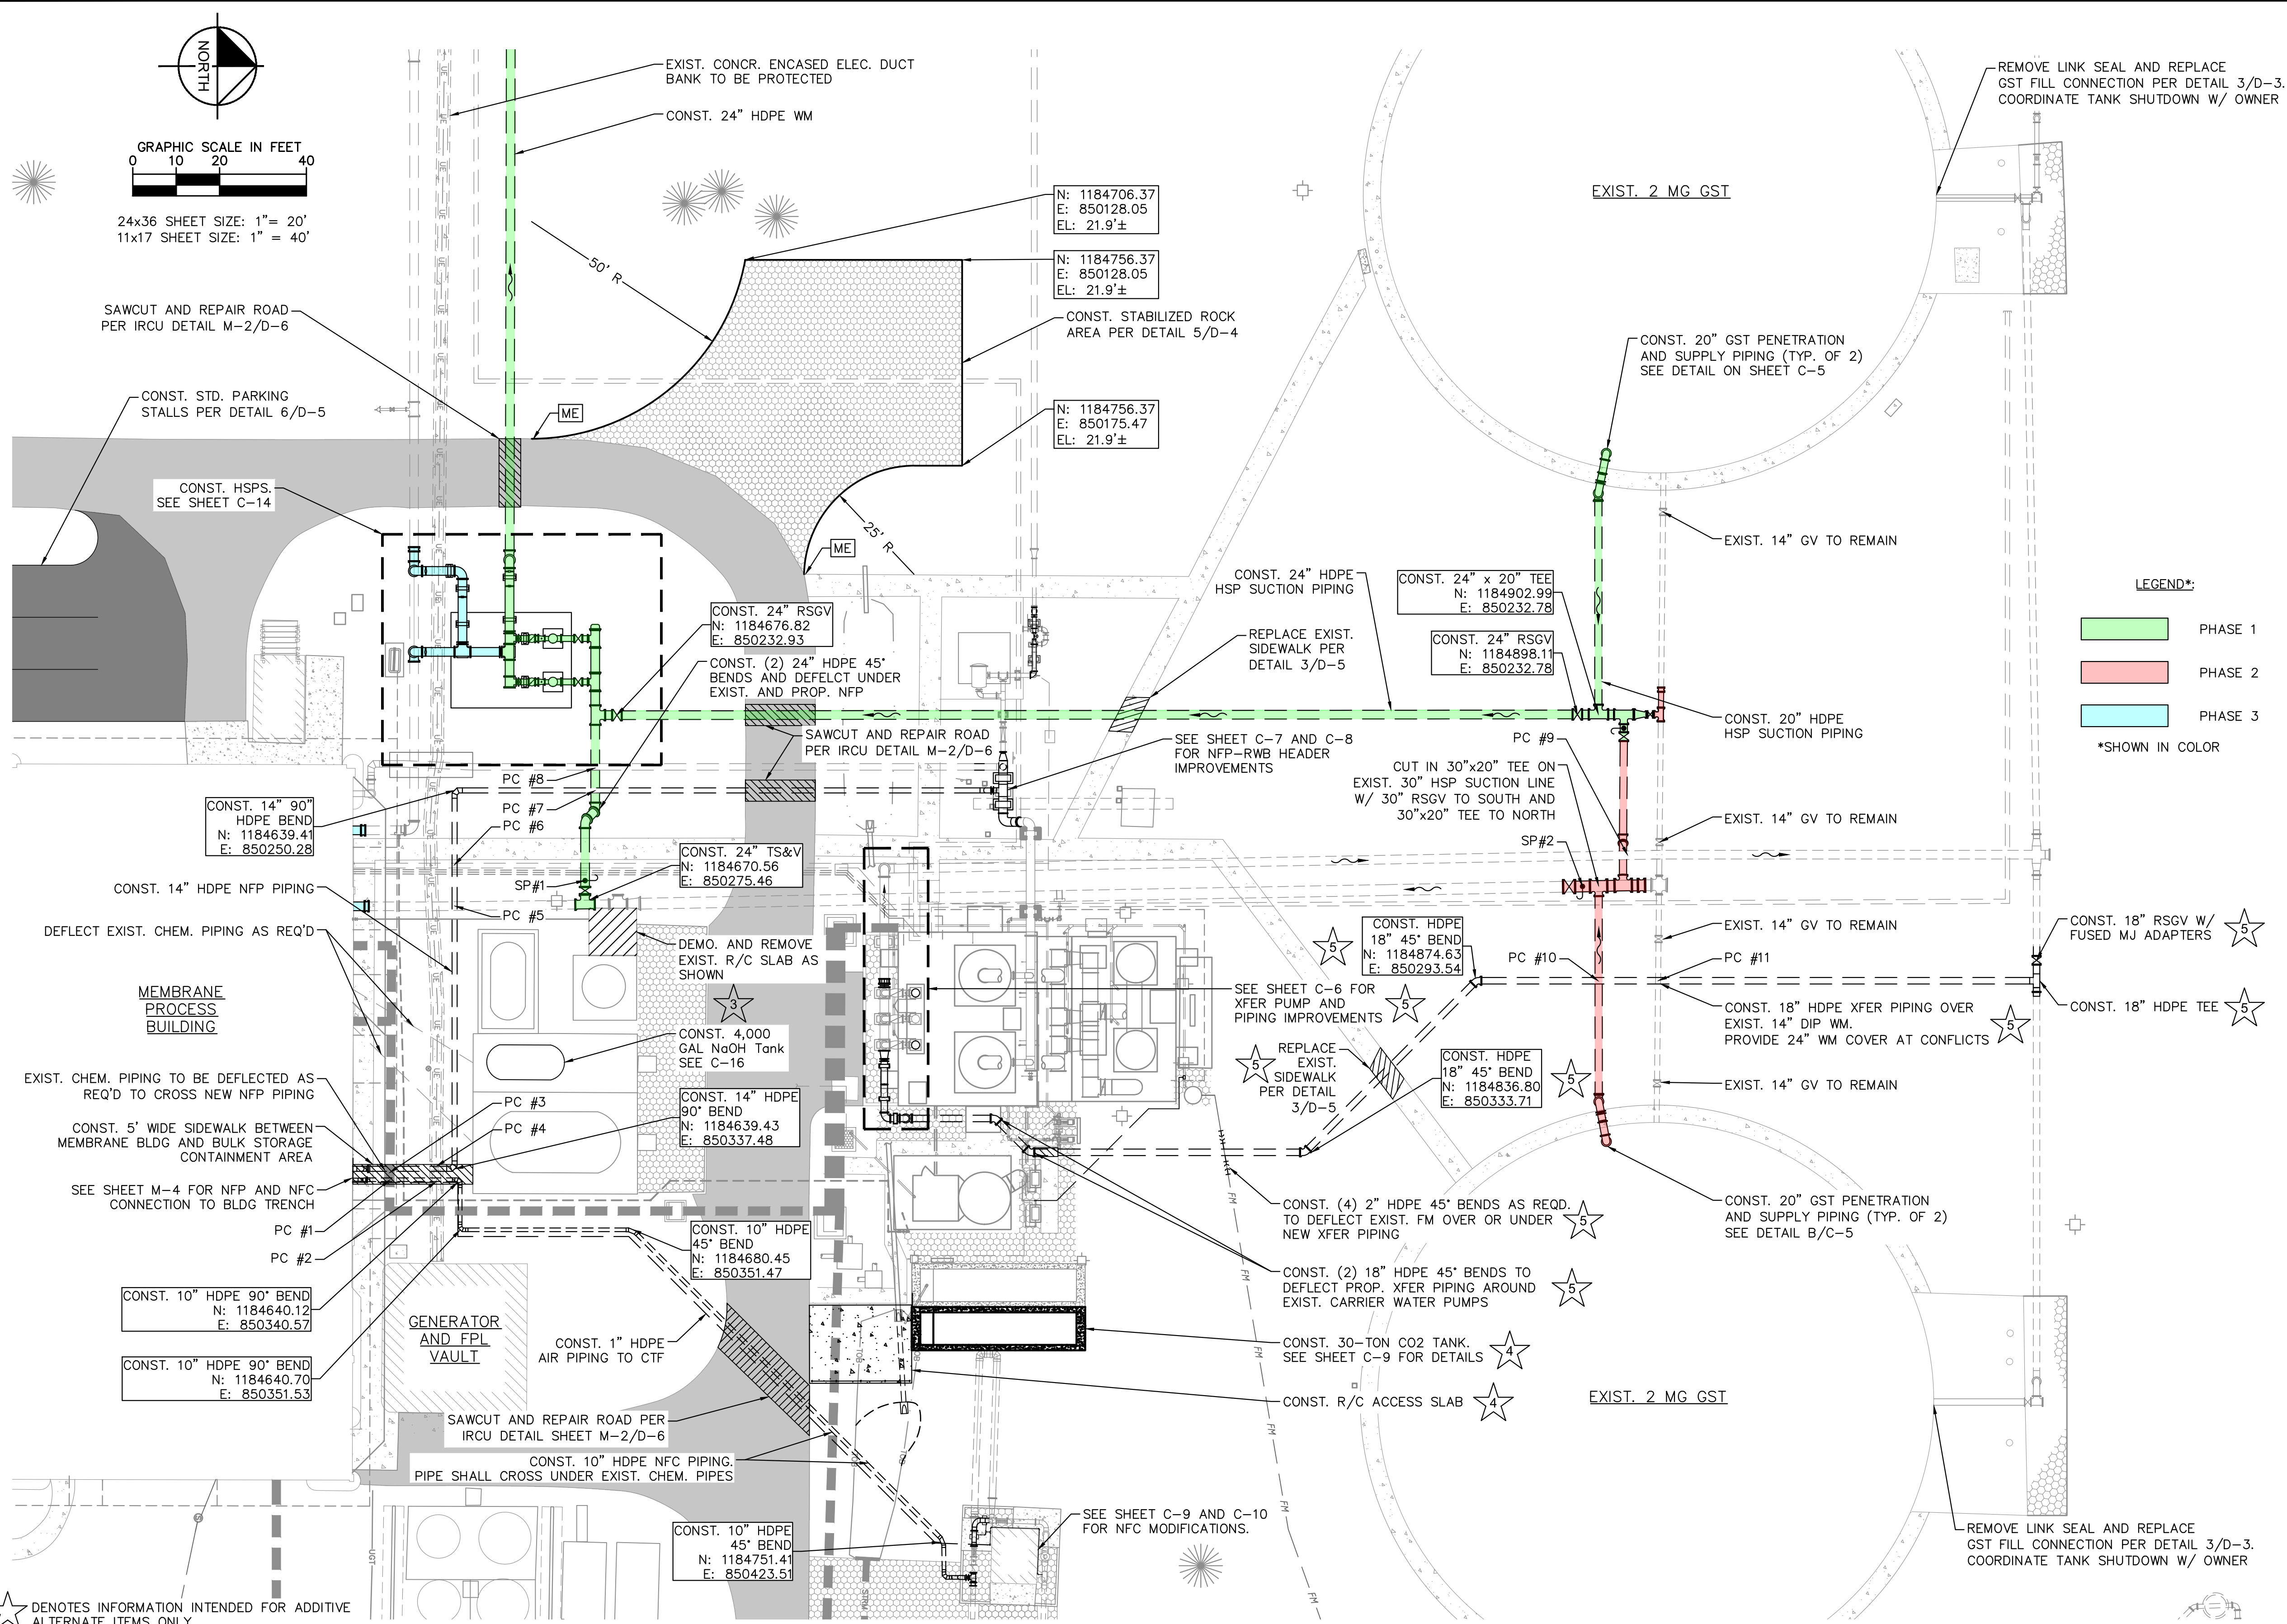 NORTH
GRAPHIC SCALE IN FEET
0 10 20 40
24x36 SHEET SIZE: 1"= 20'
11x17 SHEET SIZE: 1" = 40'
EXIST. CONCR. ENCASED ELEC. DUCT
BANK TO BE PROTECTED
CONST. 24" HDPE WM
REMOVE LINK SEAL AND REPLACE
GST FILL CONNECTION PER DETAIL 3/D-3.
COORDINATE TANK SHUTDOWN W/ OWNER
EXIST. 2 MG GST
N: 1184706.37
E: 850128.05
EL: 21.9'±
N: 1184756.37
E: 850128.05
EL: 21.9'±
50' R
CONST. STABILIZED ROCK
AREA PER DETAIL 5/D-4
N: 1184756.37
E: 850175.47
EL: 21.9'±
SAWCUT AND REPAIR ROAD
PER IRCU DETAIL M-2/D-6
CONST. STD. PARKING
STALLS PER DETAIL 6/D-5
ME
CONST. 20" GST PENETRATION
AND SUPPLY PIPING (TYP. OF 2)
SEE DETAIL ON SHEET C-5
CONST. HSPS.
SEE SHEET C-14
25' R
ME
EXIST. 14" GV TO REMAIN
CONST. 24" HDPE
HSP SUCTION PIPING
CONST. 24" x 20" TEE
N: 1184902.99
E: 850232.78
CONST. 24" RSGV
N: 1184898.11
E: 850232.78
LEGEND*:
PHASE 1
PHASE 2
PHASE 3
*SHOWN IN COLOR
CONST. 24" RSGV
N: 1184676.82
E: 850232.93
CONST. (2) 24" HDPE 45°
BENDS AND DEFELCT UNDER
EXIST. AND PROP. NFP
REPLACE EXIST.
SIDEWALK PER
DETAIL 3/D-5
CONST. 20" HDPE
HSP SUCTION PIPING
SAWCUT AND REPAIR ROAD
PER IRCU DETAIL M-2/D-6
SEE SHEET C-7 AND C-8
FOR NFP-RWB HEADER
IMPROVEMENTS
PC #9
CUT IN 30"x20" TEE ON
EXIST. 30" HSP SUCTION LINE
W/ 30" RSGV TO SOUTH AND
30"x20" TEE TO NORTH
SP#2
PC #8
PC #7
PC #6
CONST. 14" 90"
HDPE BEND
N: 1184639.41
E: 850250.28
EXIST. 14" GV TO REMAIN
CONST. 24" TS&V
N: 1184670.56
E: 850275.46
SP#1
PC #5
CONST. 14" HDPE NFP PIPING
DEFLECT EXIST. CHEM. PIPING AS REQ'D
DEMO. AND REMOVE
EXIST. R/C SLAB AS
SHOWN
3
MEMBRANE
PROCESS
BUILDING
CONST. 4,000
GAL NaOH Tank
SEE C-16
5
CONST. HDPE
18" 45° BEND
N: 1184874.63
E: 850293.54
EXIST. 14" GV TO REMAIN
CONST. 18" RSGV W/
FUSED MJ ADAPTERS
5
PC #10
PC #11
SEE SHEET C-6 FOR
XFER PUMP AND
PIPING IMPROVEMENTS
5
CONST. 18" HDPE XFER PIPING OVER
EXIST. 14" DIP WM.
PROVIDE 24" WM COVER AT CONFLICTS
5
CONST. 18" HDPE TEE
5
5
REPLACE
EXIST.
SIDEWALK
PER DETAIL
3/D-5
CONST. HDPE
18" 45° BEND
N: 1184836.80
E: 850333.71
5
EXIST. 14" GV TO REMAIN
EXIST. CHEM. PIPING TO BE DEFLECTED AS
REQ'D TO CROSS NEW NFP PIPING
CONST. 5' WIDE SIDEWALK BETWEEN
MEMBRANE BLDG AND BULK STORAGE
CONTAINMENT AREA
SEE SHEET M-4 FOR NFP AND NFC
CONNECTION TO BLDG TRENCH
PC #3
PC #4
CONST. 14" HDPE
90° BEND
N: 1184639.43
E: 850337.48
PC #1
PC #2
CONST. 10" HDPE
45° BEND
N: 1184680.45
E: 850351.47
CONST. (4) 2" HDPE 45° BENDS AS REQD.
TO DEFLECT EXIST. FM OVER OR UNDER
NEW XFER PIPING
5
CONST. 20" GST PENETRATION
AND SUPPLY PIPING (TYP. OF 2)
SEE DETAIL B/C-5
CONST. (2) 18" HDPE 45° BENDS TO
DEFLECT PROP. XFER PIPING AROUND
EXIST. CARRIER WATER PUMPS
5
CONST. 10" HDPE 90° BEND
N: 1184640.12
E: 850340.57
CONST. 10" HDPE 90° BEND
N: 1184640.70
E: 850351.53
GENERATOR
AND FPL
VAULT
CONST. 1" HDPE
AIR PIPING TO CTF
CONST. 30-TON CO2 TANK.
SEE SHEET C-9 FOR DETAILS
4
CONST. R/C ACCESS SLAB
4
EXIST. 2 MG GST
SAWCUT AND REPAIR ROAD PER
IRCU DETAIL SHEET M-2/D-6
CONST. 10" HDPE NFC PIPING.
PIPE SHALL CROSS UNDER EXIST. CHEM. PIPES
CONST. 10" HDPE
45° BEND
N: 1184751.41
E: 850423.51
SEE SHEET C-9 AND C-10
FOR NFC MODIFICATIONS.
REMOVE LINK SEAL AND REPLACE
GST FILL CONNECTION PER DETAIL 3/D-3.
COORDINATE TANK SHUTDOWN W/ OWNER
UE
FM
FM
FM
FM
FM
TOB
TOB
TOB
TOB
UGT
DENOTES INFORMATION INTENDED FOR ADDITIVE
ALTERNATE ITEMS ONLY